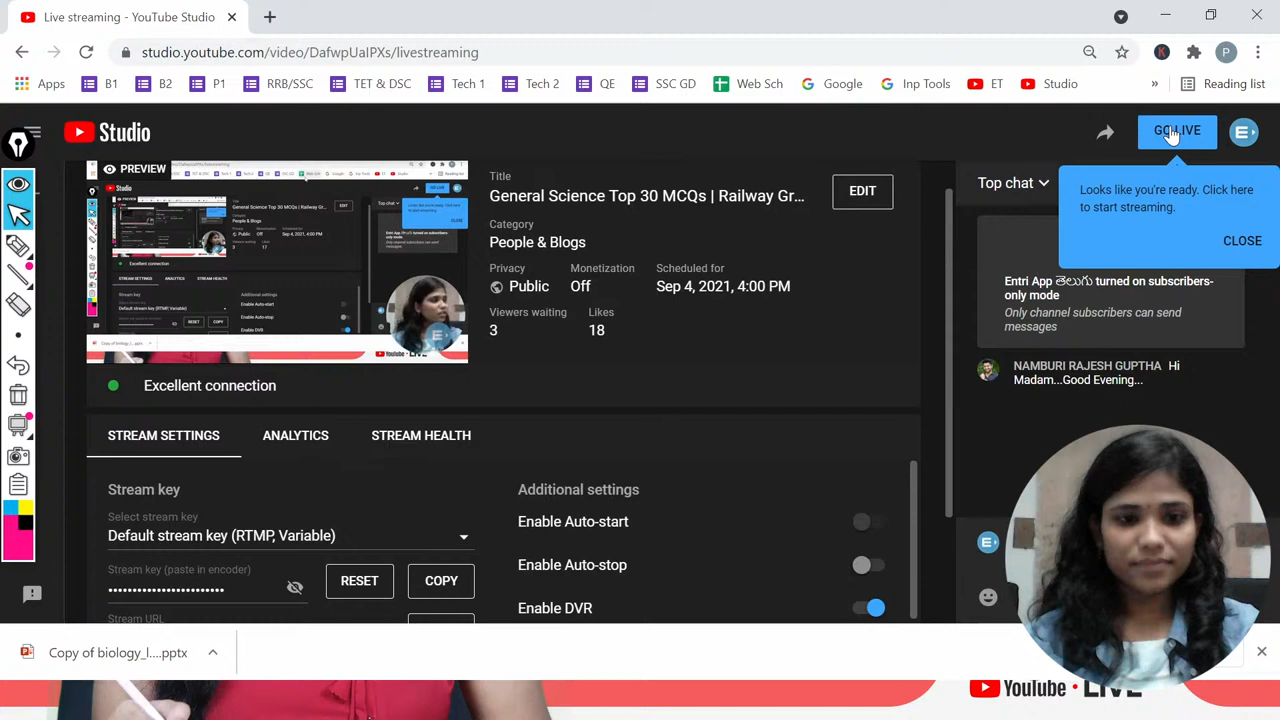 Live streaming - YouTube Studio
studio.youtube.com/video/DafwpUaIPXs/livestreaming
K
P
Apps B1 B2 P1 RRB/SSC TET & DSC Tech 1 Tech 2 QE SSC GD Web Sch Google Inp Tools ET Studio » Reading list
Studio
GO LIVE
Looks like you're ready. Click here
to start streaming.
CLOSE
PREVIEW
Title
General Science Top 30 MCQs | Railway Gr...
EDIT
Category
People & Blogs
Privacy Monetization Scheduled for
Public Off Sep 4, 2021, 4:00 PM
Viewers waiting Likes
3 18
Excellent connection
Top chat
Entri App తెలుగు turned on subscribers-
only mode
Only channel subscribers can send
messages
NAMBURI RAJESH GUPTHA Hi
Madam...Good Evening...
STREAM SETTINGS ANALYTICS STREAM HEALTH
Stream key
Select stream key
Default stream key (RTMP, Variable)
Stream key (paste in encoder)
••••••••••••••••••••••••
RESET COPY
Stream URL
Additional settings
Enable Auto-start
Enable Auto-stop
Enable DVR
Copy of biology_l....pptx
YouTube • LIVE